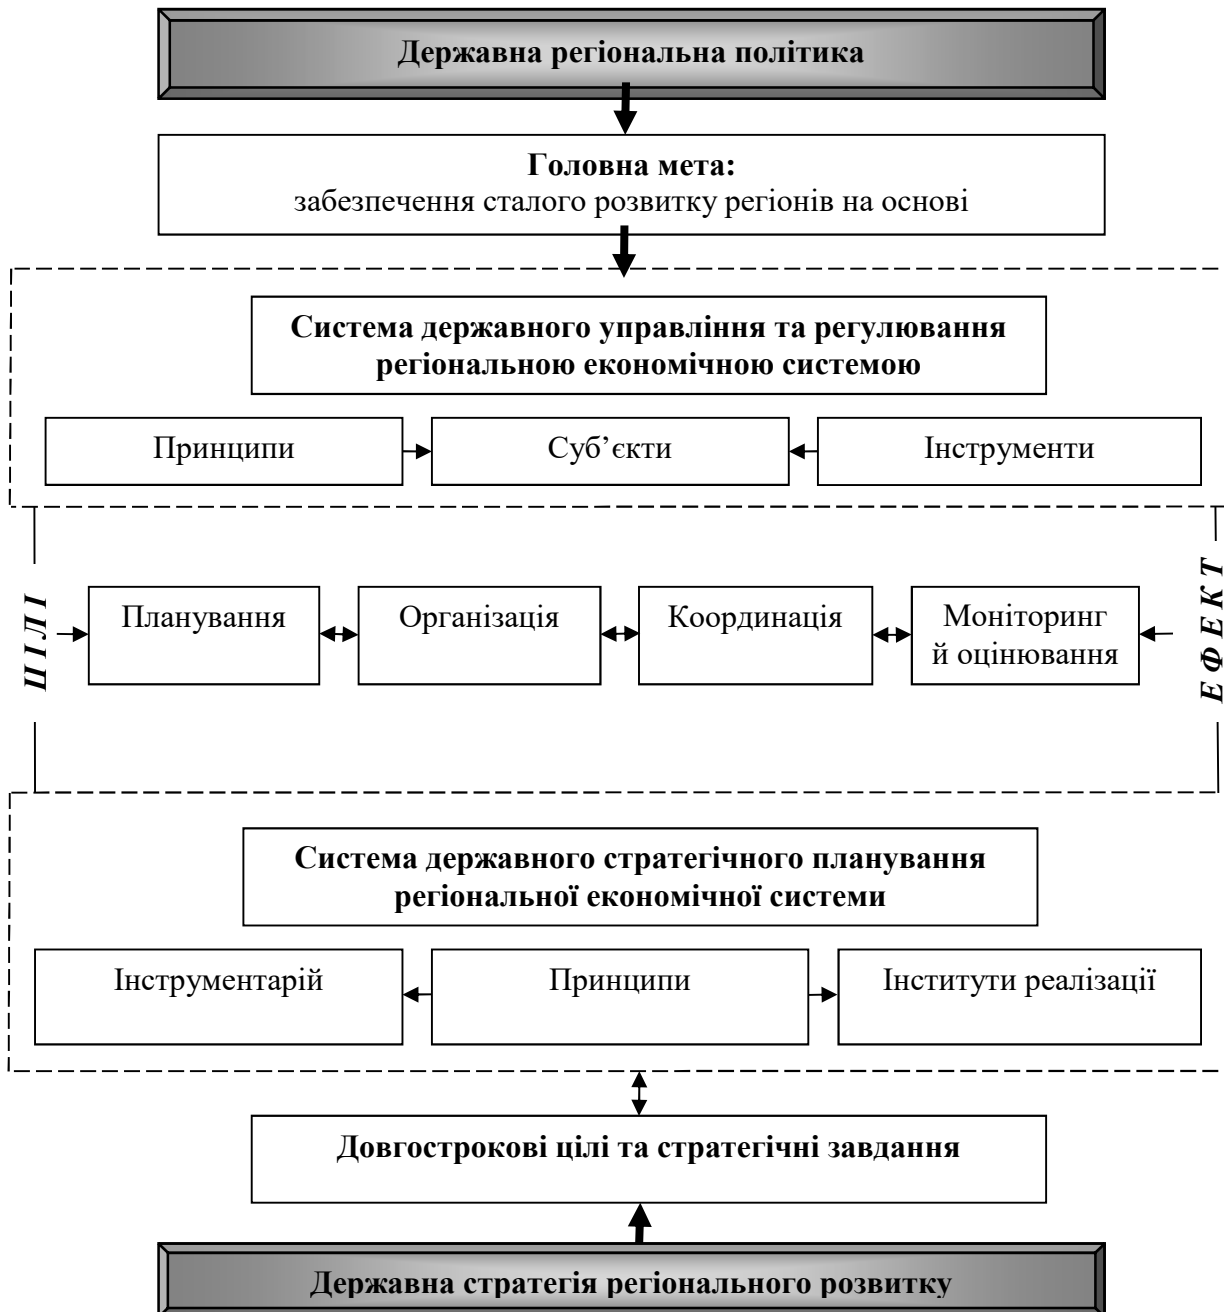 Державна регіональна політика
Головна мета:
забезпечення сталого розвитку регіонів на основі
Система державного управління та регулювання
регіональною економічною системою
Принципи
Суб’єкти
Інструменти
ЦІЛІ
Планування
Організація
Координація
Моніторинг
й оцінювання
ЕФЕКТ
Система державного стратегічного планування
регіональної економічної системи
Інструментарій
Принципи
Інститути реалізації
Довгострокові цілі та стратегічні завдання
Державна стратегія регіонального розвитку